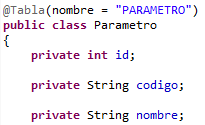 @Tabla(nombre = "PARAMETRO")
public class Parametro
{
    private int id;
    private String codigo;
    private String nombre;